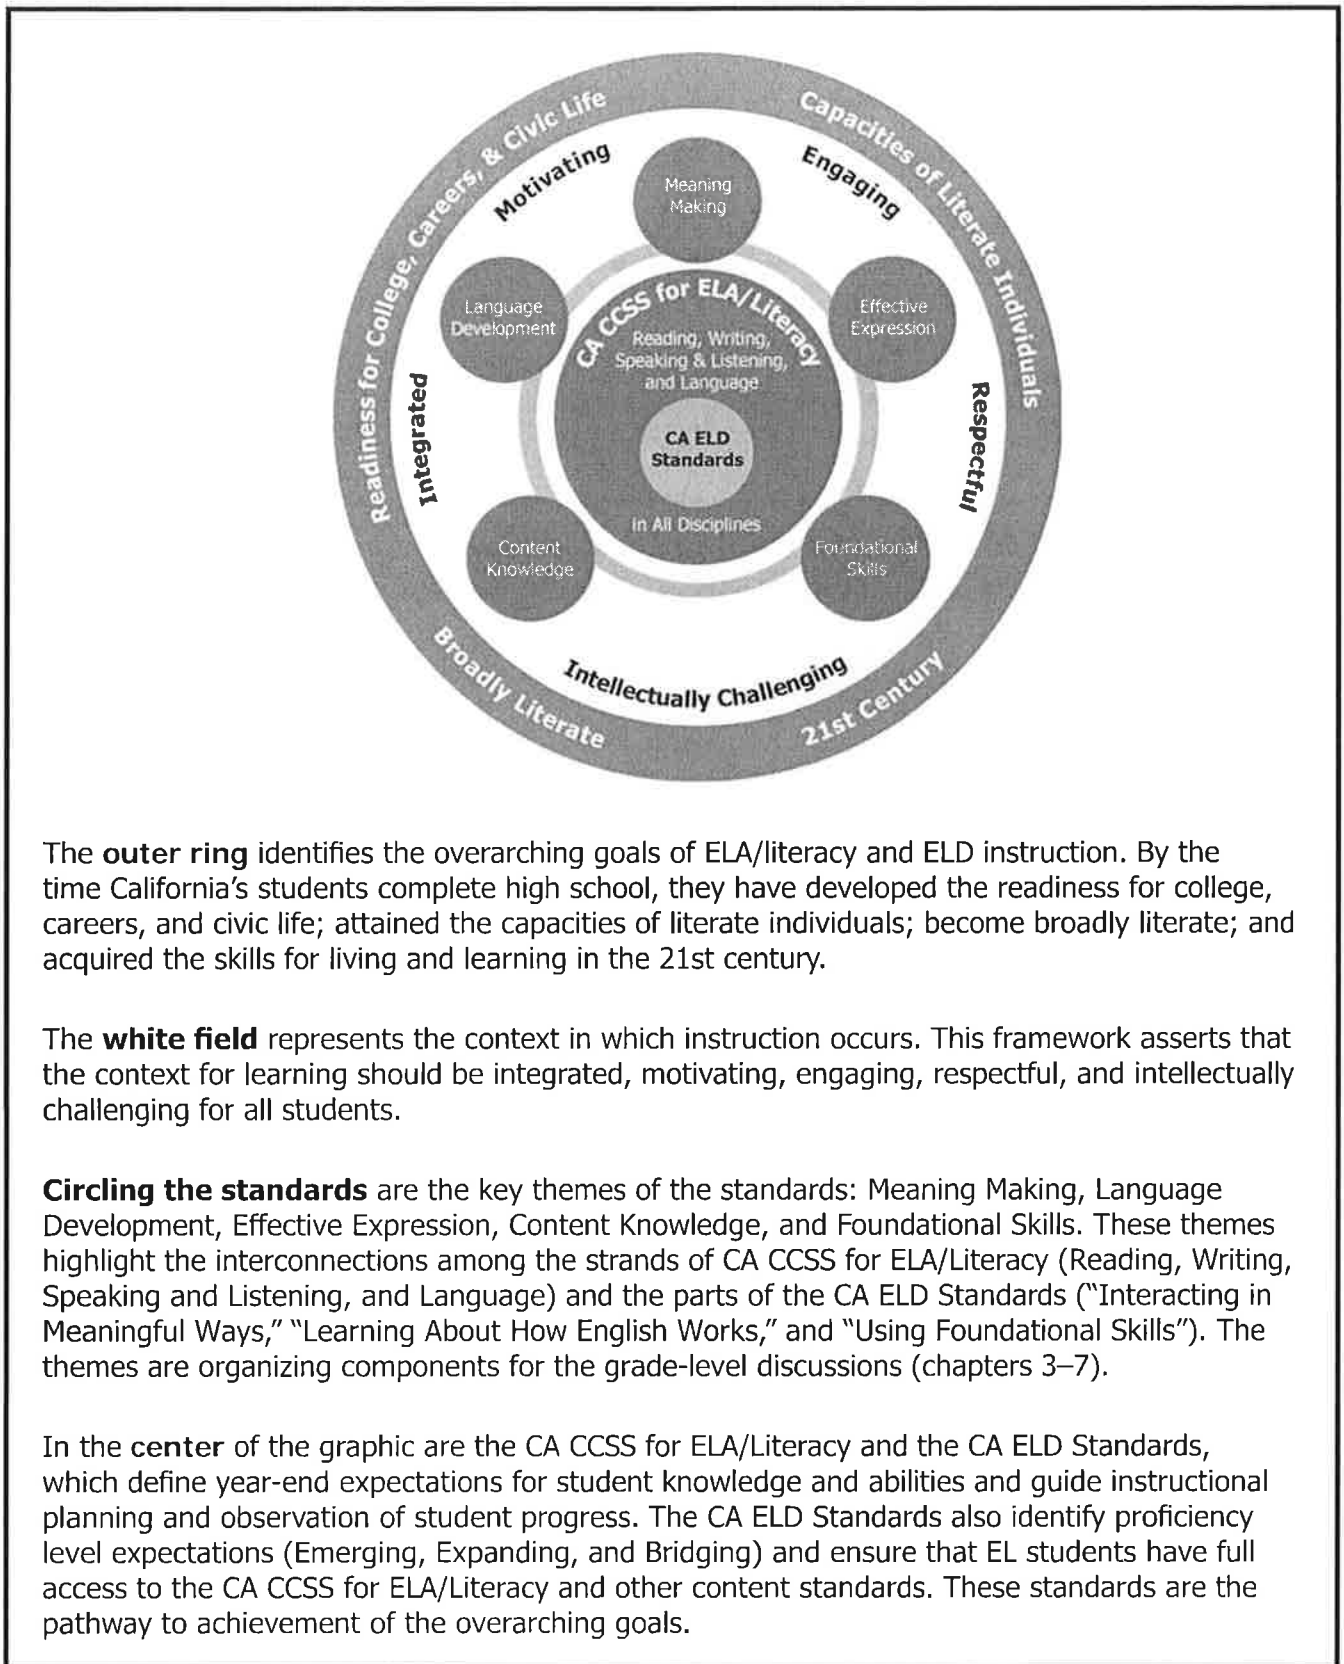 Readiness for College, Careers, & Civic Life
Capacities of Literate Individuals
Motivating
Engaging
Meaning
Making
Language
Development
Effective
Expression
CA CCSS for ELA/Literacy
Reading, Writing,
Speaking & Listening,
and Language
CA ELD
Standards
in All Disciplines
Integrated
Respectful
Content
Knowledge
Foundational
Skills
Intellectually Challenging
Broadly Literate
21st Century
The outer ring identifies the overarching goals of ELA/literacy and ELD instruction. By the
time California's students complete high school, they have developed the readiness for college,
careers, and civic life; attained the capacities of literate individuals; become broadly literate; and
acquired the skills for living and learning in the 21st century.
The white field represents the context in which instruction occurs. This framework asserts that
the context for learning should be integrated, motivating, engaging, respectful, and intellectually
challenging for all students.
Circling the standards are the key themes of the standards: Meaning Making, Language
Development, Effective Expression, Content Knowledge, and Foundational Skills. These themes
highlight the interconnections among the strands of CA CCSS for ELA/Literacy (Reading, Writing,
Speaking and Listening, and Language) and the parts of the CA ELD Standards ("Interacting in
Meaningful Ways," "Learning About How English Works," and "Using Foundational Skills"). The
themes are organizing components for the grade-level discussions (chapters 3–7).
In the center of the graphic are the CA CCSS for ELA/Literacy and the CA ELD Standards,
which define year-end expectations for student knowledge and abilities and guide instructional
planning and observation of student progress. The CA ELD Standards also identify proficiency
level expectations (Emerging, Expanding, and Bridging) and ensure that EL students have full
access to the CA CCSS for ELA/Literacy and other content standards. These standards are the
pathway to achievement of the overarching goals.